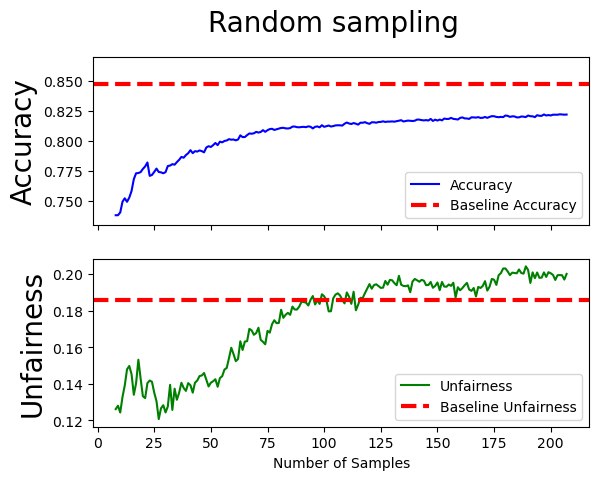 Random sampling
Accuracy
0.850
0.825
0.800
0.775
0.750
Accuracy
Baseline Accuracy
Unfairness
0.20
0.18
0.16
0.14
0.12
Unfairness
Baseline Unfairness
0 25 50 75 100 125 150 175 200
Number of Samples